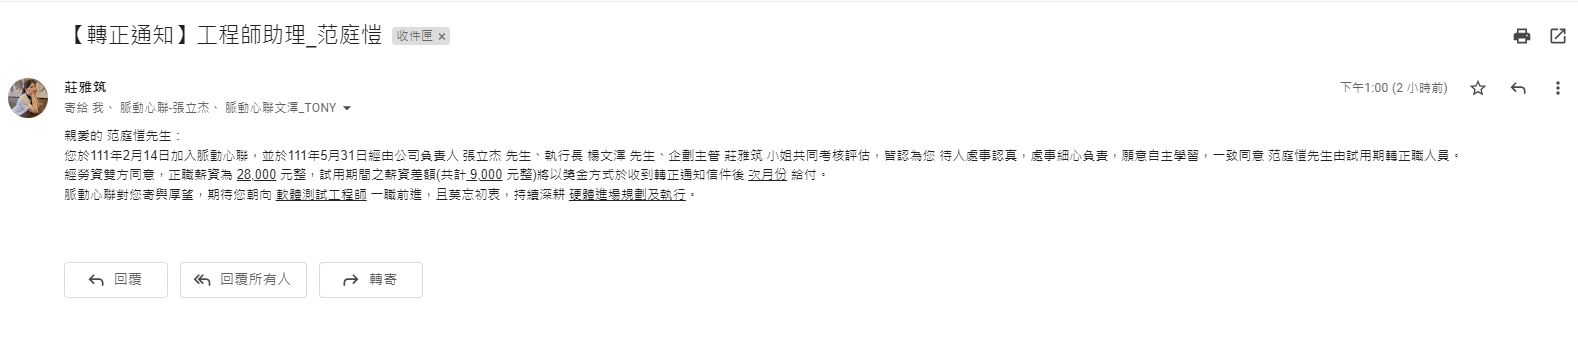 【轉正通知】工程師助理_范庭愷 收件匣 ×
莊雅筑 下午1:00 (2 小時前)
寄給 我、 脈動心聯-張立杰、 脈動心聯文澤_TONY
親愛的 范庭愷先生：
您於111年2月14日加入脈動心聯，並於111年5月31日經由公司負責人 張立杰 先生、執行長 楊文澤 先生、企劃主管 莊雅筑 小姐共同考核評估，皆認為您 待人處事認真，處事細心負責，願意自主學習，一致同意 范庭愷先生由試用期轉正職人員。
經勞資雙方同意，正職薪資為 28,000 元整，試用期間之薪資差額(共計 9,000 元整)將以獎金方式於收到轉正通知信件後 次月份 給付。
脈動心聯對您寄與厚望，期待您朝向 軟體測試工程師 一職前進，且莫忘初衷，持續深耕 硬體進場規劃及執行。
回覆 回覆所有人 轉寄